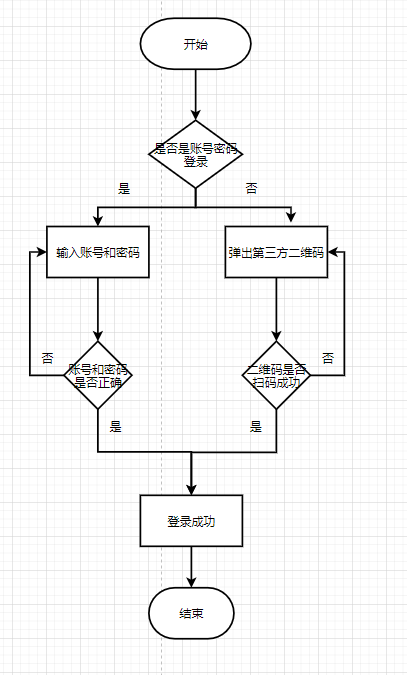 开始
是否是账号密码
登录
是
否
输入账号和密码
弹出第三方二维码
否
账号和密码
是否正确
二维码是否
扫码成功
否
是
是
登录成功
结束